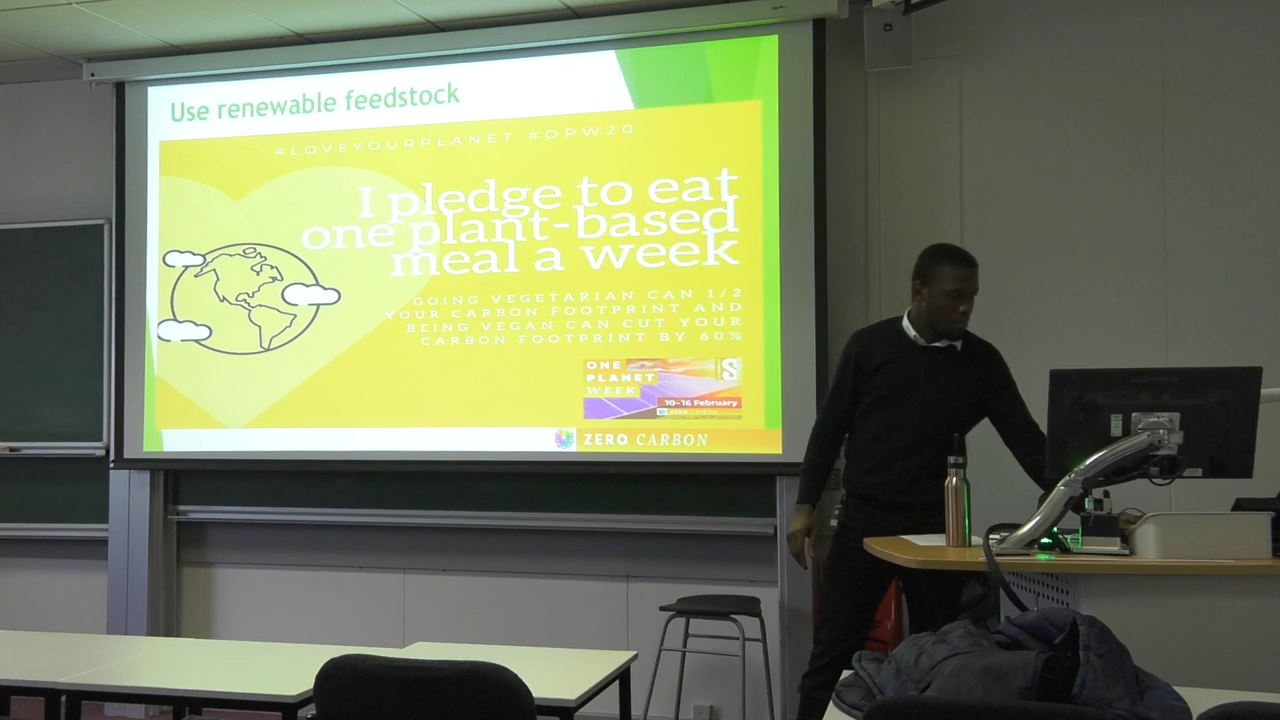 Use renewable feedstock
#LOVEYOURPLANET #OPW20
I pledge to eat
one plant-based
meal a week
GOING VEGETARIAN CAN 1/2
YOUR CARBON FOOTPRINT AND
BEING VEGAN CAN CUT YOUR
CARBON FOOTPRINT BY 60%
ONE
PLANET
WEEK
S
10-16 February
ZERO CARBON